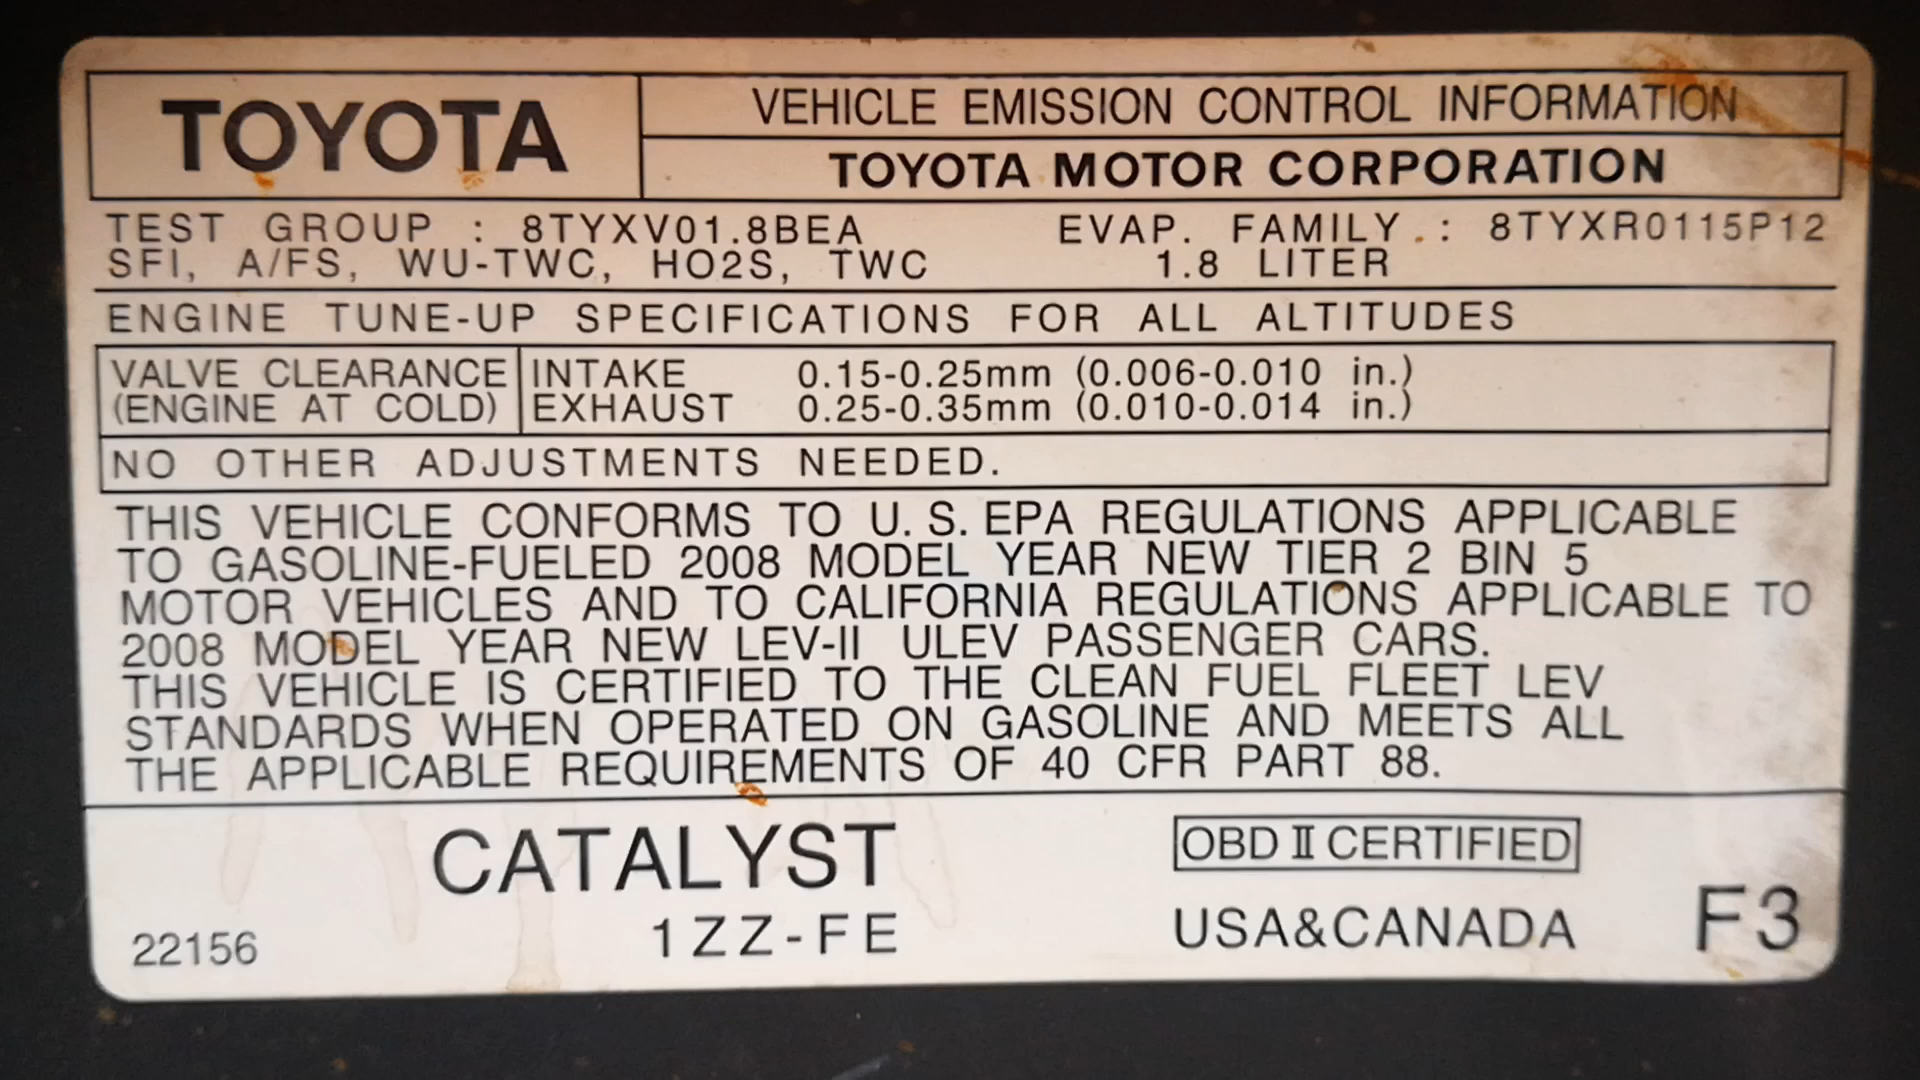 TOYOTA
VEHICLE EMISSION CONTROL INFORMATION
TOYOTA MOTOR CORPORATION
TEST GROUP : 8TYXV01.8BEA EVAP. FAMILY : 8TYXR0115P12
SFI, A/FS, WU-TWC, HO2S, TWC 1.8 LITER
ENGINE TUNE-UP SPECIFICATIONS FOR ALL ALTITUDES
VALVE CLEARANCE INTAKE 0.15-0.25mm (0.006-0.010 in.)
(ENGINE AT COLD) EXHAUST 0.25-0.35mm (0.010-0.014 in.)
NO OTHER ADJUSTMENTS NEEDED.
THIS VEHICLE CONFORMS TO U. S. EPA REGULATIONS APPLICABLE
TO GASOLINE-FUELED 2008 MODEL YEAR NEW TIER 2 BIN 5
MOTOR VEHICLES AND TO CALIFORNIA REGULATIONS APPLICABLE TO
2008 MODEL YEAR NEW LEV-II ULEV PASSENGER CARS.
THIS VEHICLE IS CERTIFIED TO THE CLEAN FUEL FLEET LEV
STANDARDS WHEN OPERATED ON GASOLINE AND MEETS ALL
THE APPLICABLE REQUIREMENTS OF 40 CFR PART 88.
CATALYST OBD II CERTIFIED
22156 1ZZ-FE USA&CANADA F3